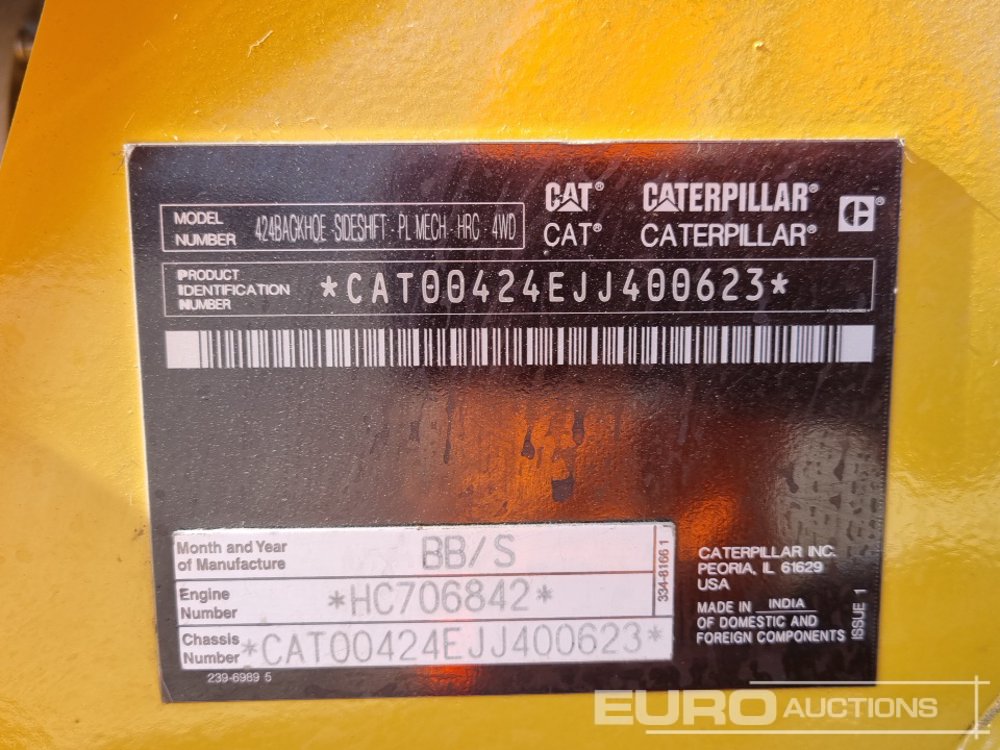 CAT® CATERPILLAR®
CAT® CATERPILLAR®
MODEL NUMBER 424BACKHOE - SIDESHIFT - PL MECH - HRC - 4WD
PRODUCT IDENTIFICATION NUMBER *CAT00424EJJ400623*
Month and Year of Manufacture BB/S
Engine Number *HC706842*
Chassis Number *CAT00424EJJ400623*
334-8166 1
239-6989 5
CATERPILLAR INC.
PEORIA, IL 61629
USA
MADE IN INDIA
OF DOMESTIC AND
FOREIGN COMPONENTS
ISSUE 1
EURO AUCTIONS